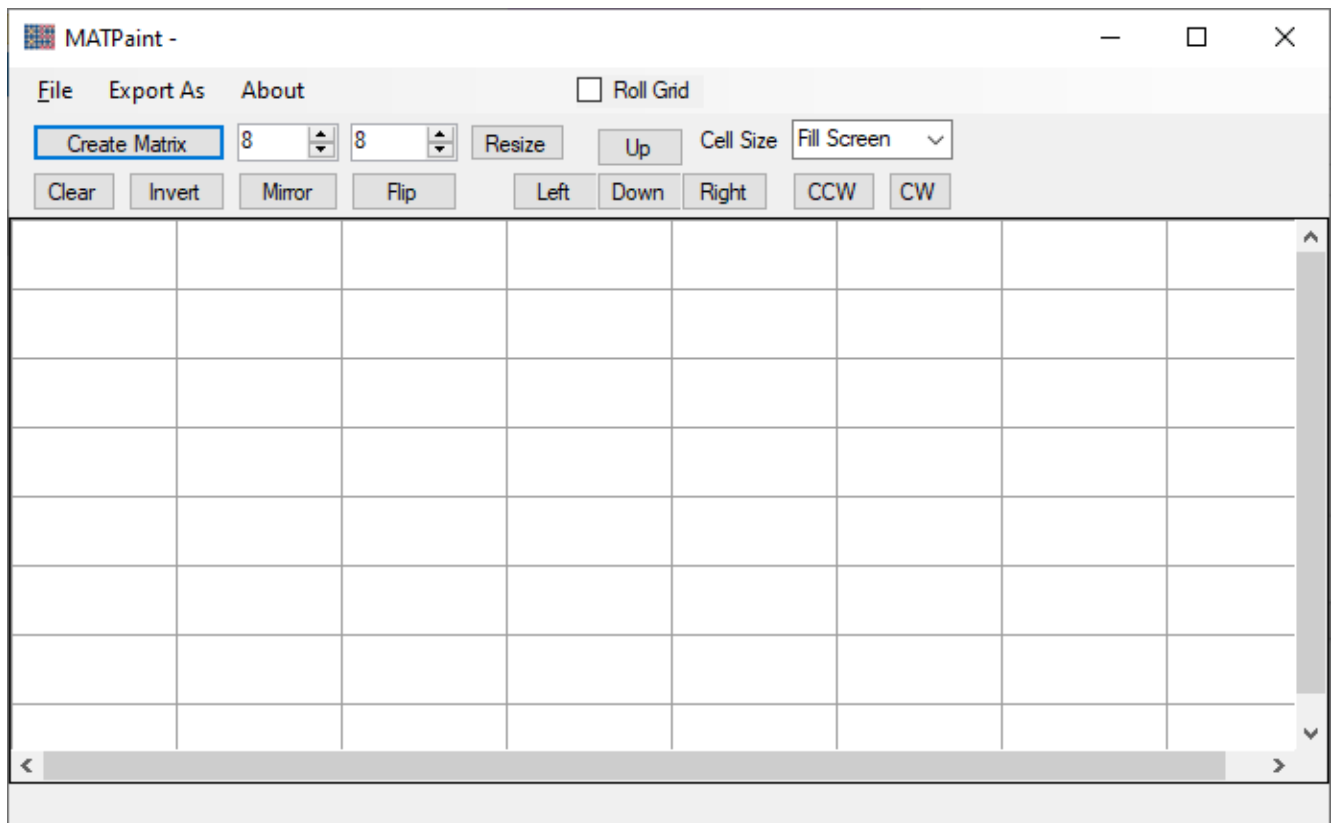 MATPaint -
File Export As About Roll Grid
Create Matrix 8 8 Resize Up Cell Size Fill Screen
Clear Invert Mirror Flip Left Down Right CCW CW